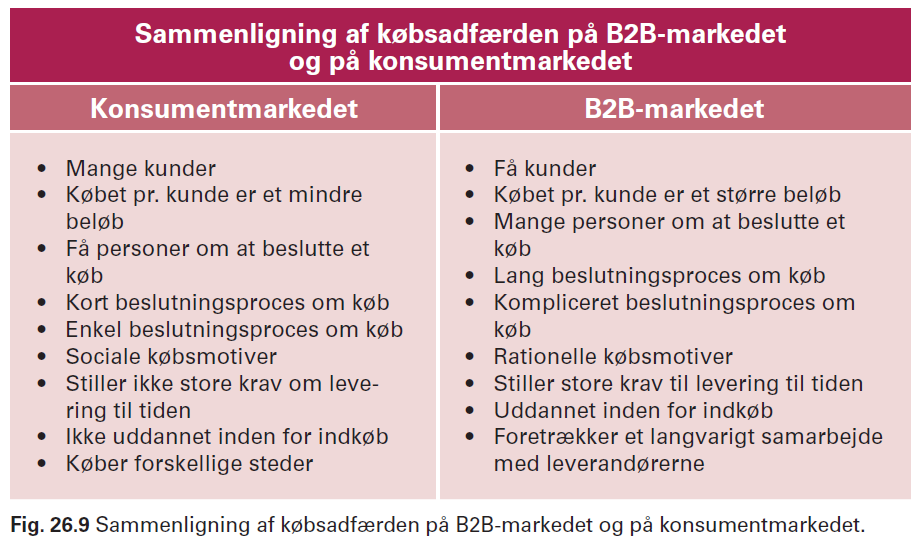 Sammenligning af købsadfærden på B2B-markedet
og på konsumentmarkedet
Konsumentmarkedet
• Mange kunder
• Købet pr. kunde er et mindre
beløb
• Få personer om at beslutte et
køb
• Kort beslutningsproces om køb
• Enkel beslutningsproces om køb
• Sociale købsmotiver
• Stiller ikke store krav om leve-
ring til tiden
• Ikke uddannet inden for indkøb
• Køber forskellige steder
B2B-markedet
• Få kunder
• Købet pr. kunde er et større beløb
• Mange personer om at beslutte et
køb
• Lang beslutningsproces om køb
• Kompliceret beslutningsproces om
køb
• Rationelle købsmotiver
• Stiller store krav til levering til tiden
• Uddannet inden for indkøb
• Foretrækker et langvarigt samarbejde
med leverandørerne
Fig. 26.9 Sammenligning af købsadfærden på B2B-markedet og på konsumentmarkedet.